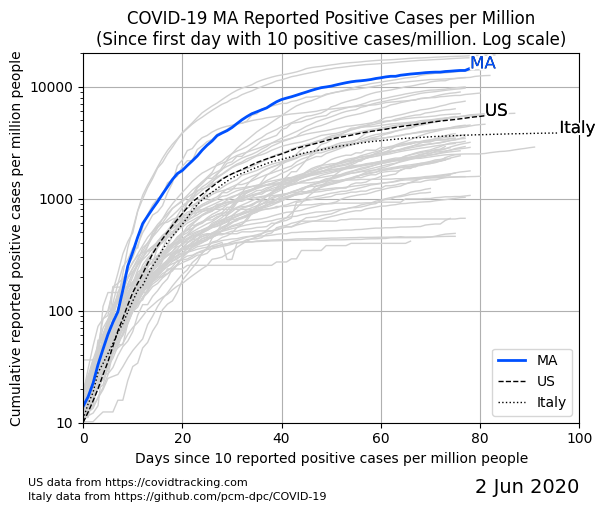 COVID-19 MA Reported Positive Cases per Million
(Since first day with 10 positive cases/million. Log scale)
Cumulative reported positive cases per million people
10000
1000
100
10
MA
US
Italy
MA
US
Italy
0
20
40
60
80
100
Days since 10 reported positive cases per million people
US data from https://covidtracking.com
Italy data from https://github.com/pcm-dpc/COVID-19
2 Jun 2020